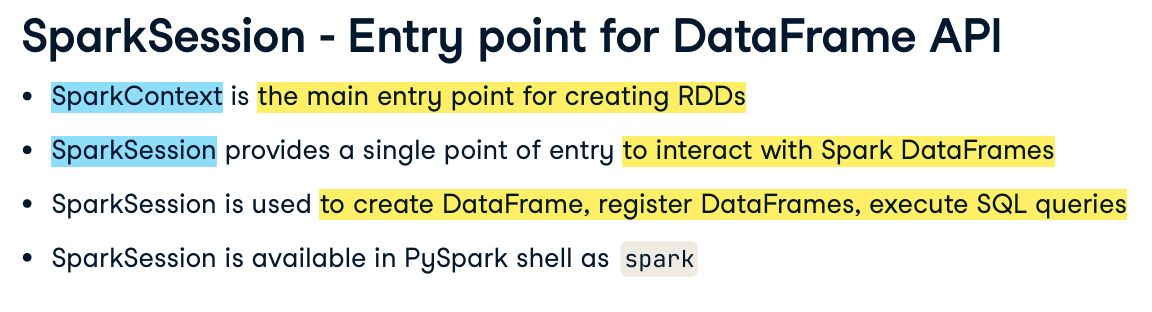 SparkSession - Entry point for DataFrame API
• SparkContext is the main entry point for creating RDDs
• SparkSession provides a single point of entry to interact with Spark DataFrames
• SparkSession is used to create DataFrame, register DataFrames, execute SQL queries
• SparkSession is available in PySpark shell as spark